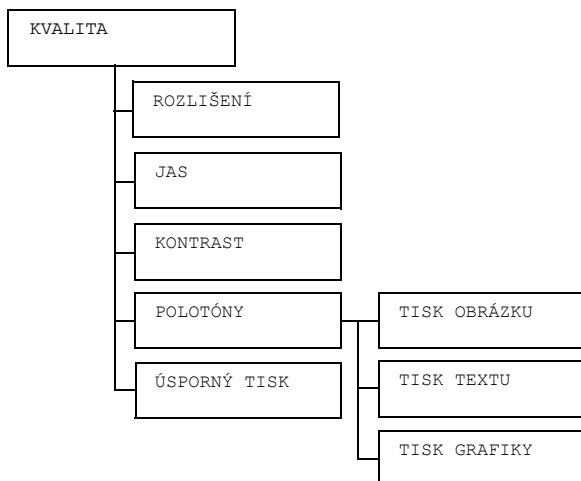 KVALITA
ROZLIŠENÍ
JAS
KONTRAST
POLOTÓNY
TISK OBRÁZKU
ÚSPORNÝ TISK
TISK TEXTU
TISK GRAFIKY